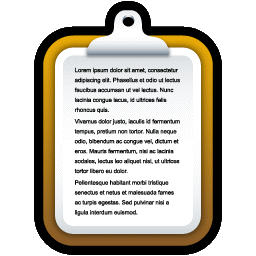 Lorem ipsum dolor sit amet, consectetur
adipiscing elit. Phasellus et odio ut lectus
faucibus accumsan ut vel lectus. Nunc
lacinia congue lacus, id ultrices felis
rhoncus quis.
Vivamus dolor justo, iaculis id fermentum
tempus, pretium non tortor. Nulla odio
nunc, bibendum ac congue vel, dictum et
eros. Mauris fermentum, nisl in ac lacinia
sodales, lectus leo aliquet nisi, ut ultrices
tortor libero eu dolor.
Pellentesque habitant morbi tristique
senectus et netus et malesuada fames
ac turpis egestas. Sed pulvinar nisi a
ligula interdum euismod.